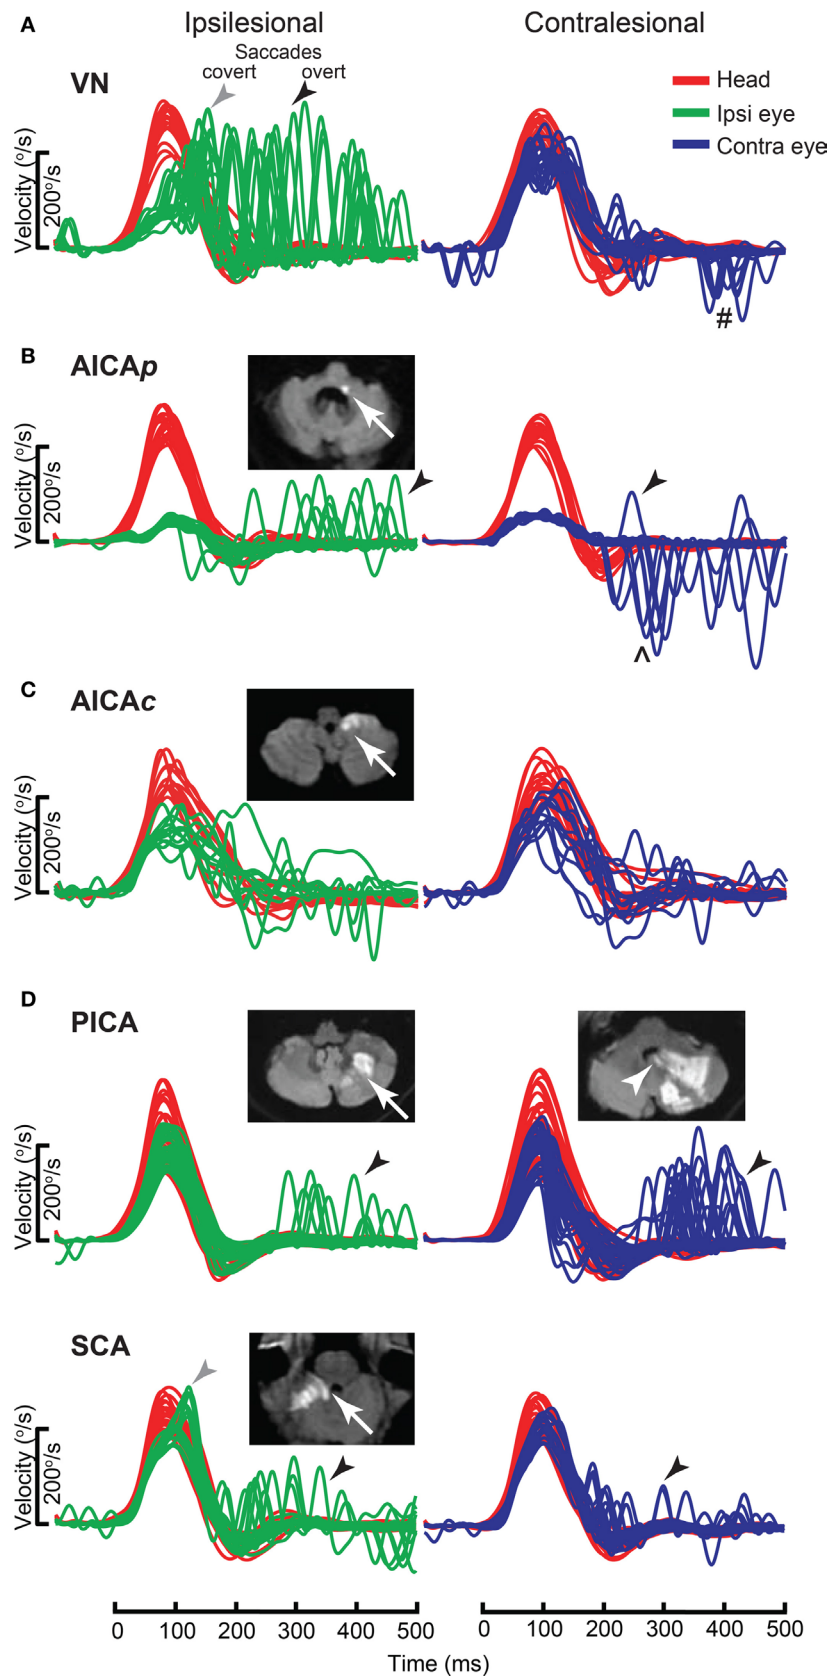 A
Ipsilesional
Contralesional
Saccades
covert
overt
VN
Head
Ipsi eye
Contra eye
Velocity (°/s)
200°/s
#
B
AICAp
Velocity (°/s)
200°/s
^
C
AICAc
Velocity (°/s)
200°/s
D
PICA
Velocity (°/s)
200°/s
SCA
Velocity (°/s)
200°/s
0 100 200 300 400 500
0 100 200 300 400 500
Time (ms)